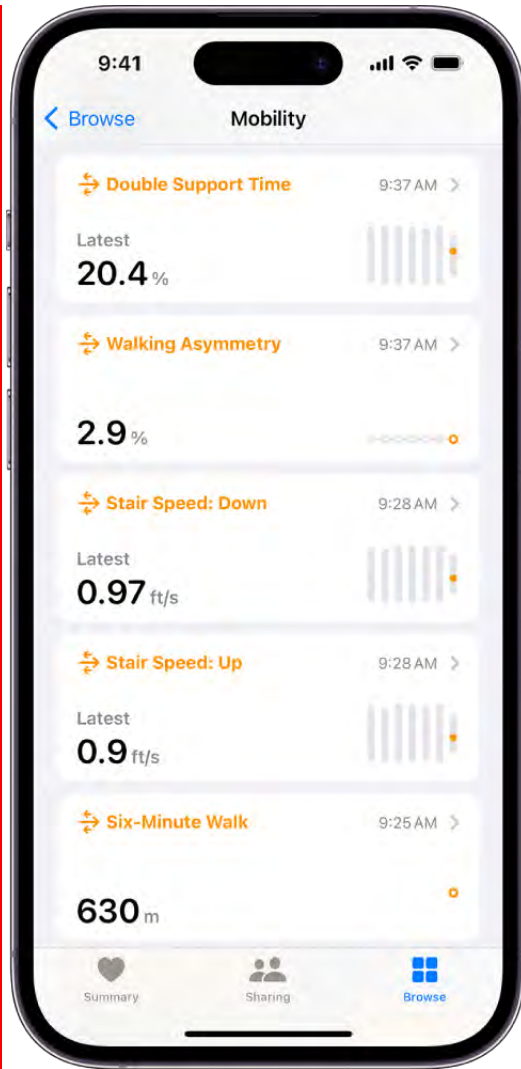 9:41
Browse Mobility
Double Support Time 9:37 AM
Latest
20.4 %
Walking Asymmetry 9:37 AM
2.9 %
Stair Speed: Down 9:28 AM
Latest
0.97 ft/s
Stair Speed: Up 9:28 AM
Latest
0.9 ft/s
Six-Minute Walk 9:25 AM
630 m
Summary Sharing Browse